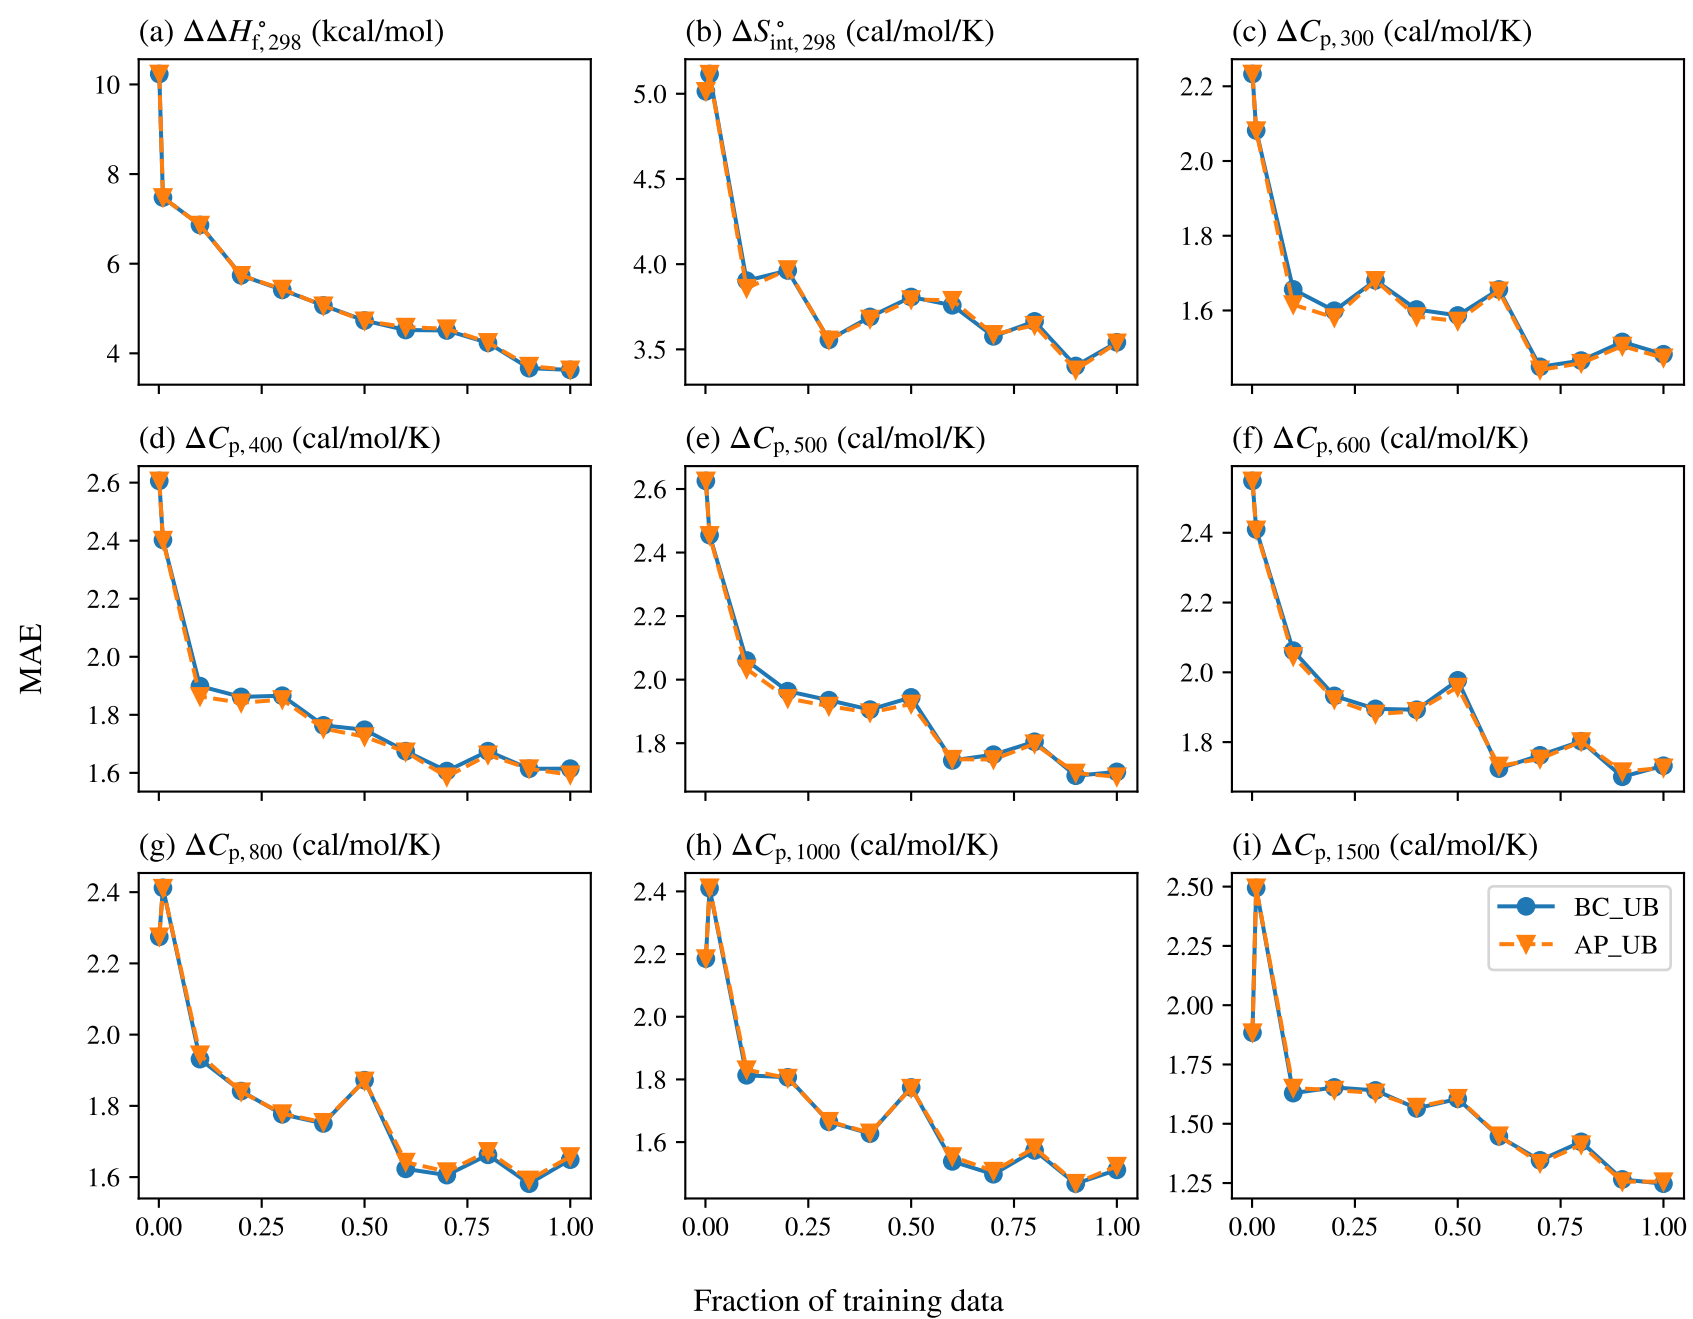 (a) ΔΔH°f, 298 (kcal/mol)
(b) ΔS°int, 298 (cal/mol/K)
(c) ΔCp, 300 (cal/mol/K)
10
8
6
4
5.0
4.5
4.0
3.5
2.2
2.0
1.8
1.6
(d) ΔCp, 400 (cal/mol/K)
(e) ΔCp, 500 (cal/mol/K)
(f) ΔCp, 600 (cal/mol/K)
2.6
2.4
2.2
2.0
1.8
1.6
2.6
2.4
2.2
2.0
1.8
2.4
2.2
2.0
1.8
MAE
(g) ΔCp, 800 (cal/mol/K)
(h) ΔCp, 1000 (cal/mol/K)
(i) ΔCp, 1500 (cal/mol/K)
2.4
2.2
2.0
1.8
1.6
0.00 0.25 0.50 0.75 1.00
2.4
2.2
2.0
1.8
1.6
0.00 0.25 0.50 0.75 1.00
2.50
2.25
2.00
1.75
1.50
1.25
0.00 0.25 0.50 0.75 1.00
BC_UB
AP_UB
Fraction of training data